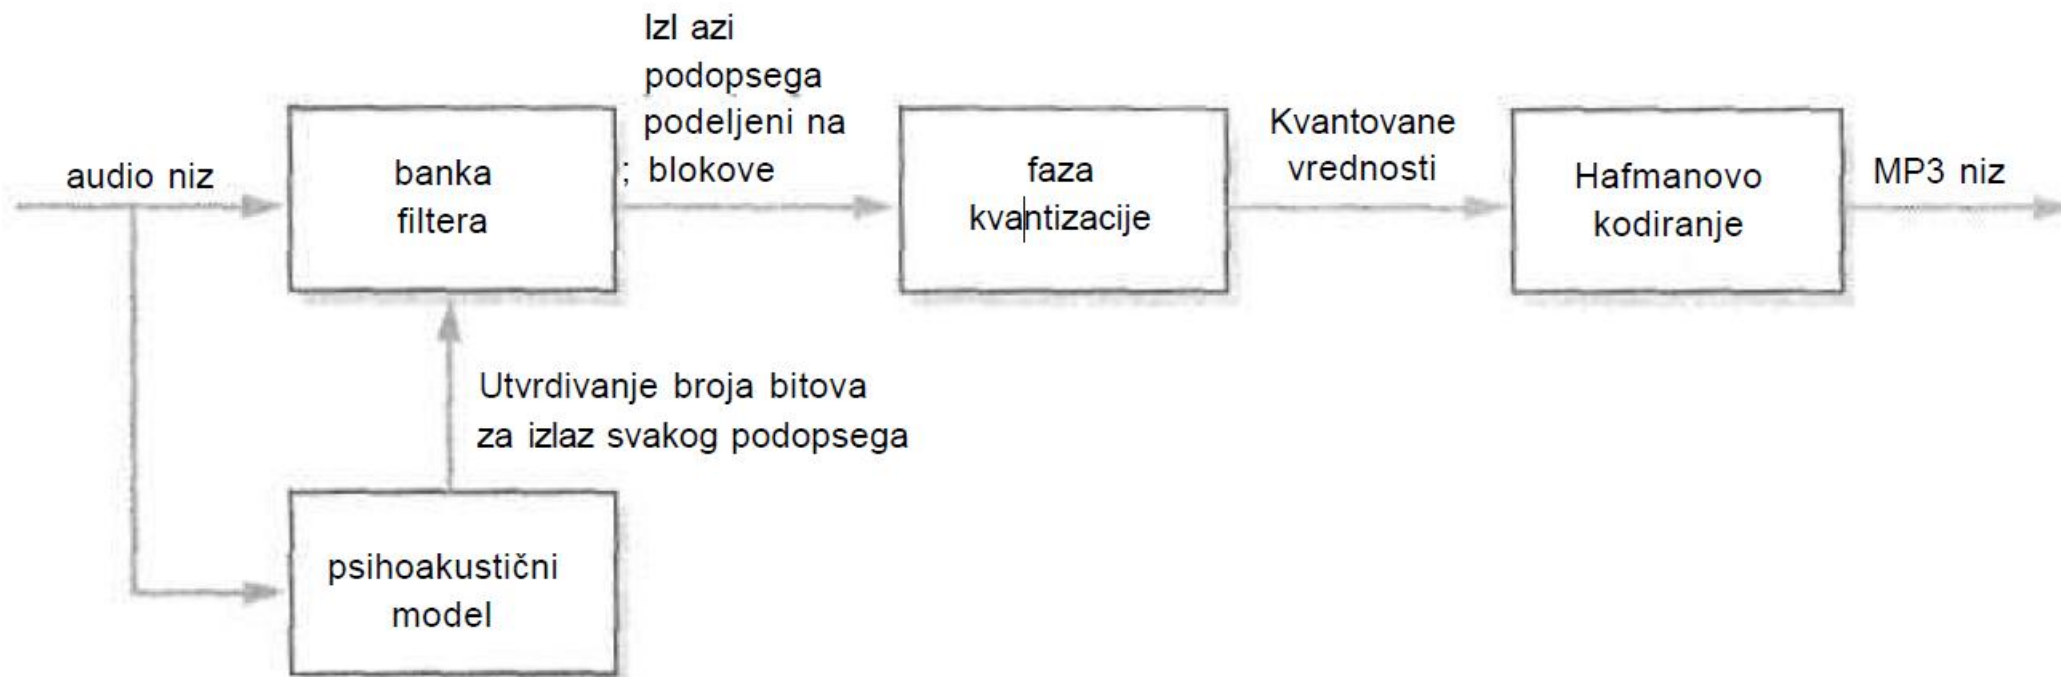 audio niz
banka
filtera
Izl azi
podopsega
podeljeni na
; blokove
faza
kvantizacije
Kvantovane
vrednosti
Hafmanovo
kodiranje
MP3 niz
Utvrdivanje broja bitova
za izlaz svakog podopsega
psihoakustični
model